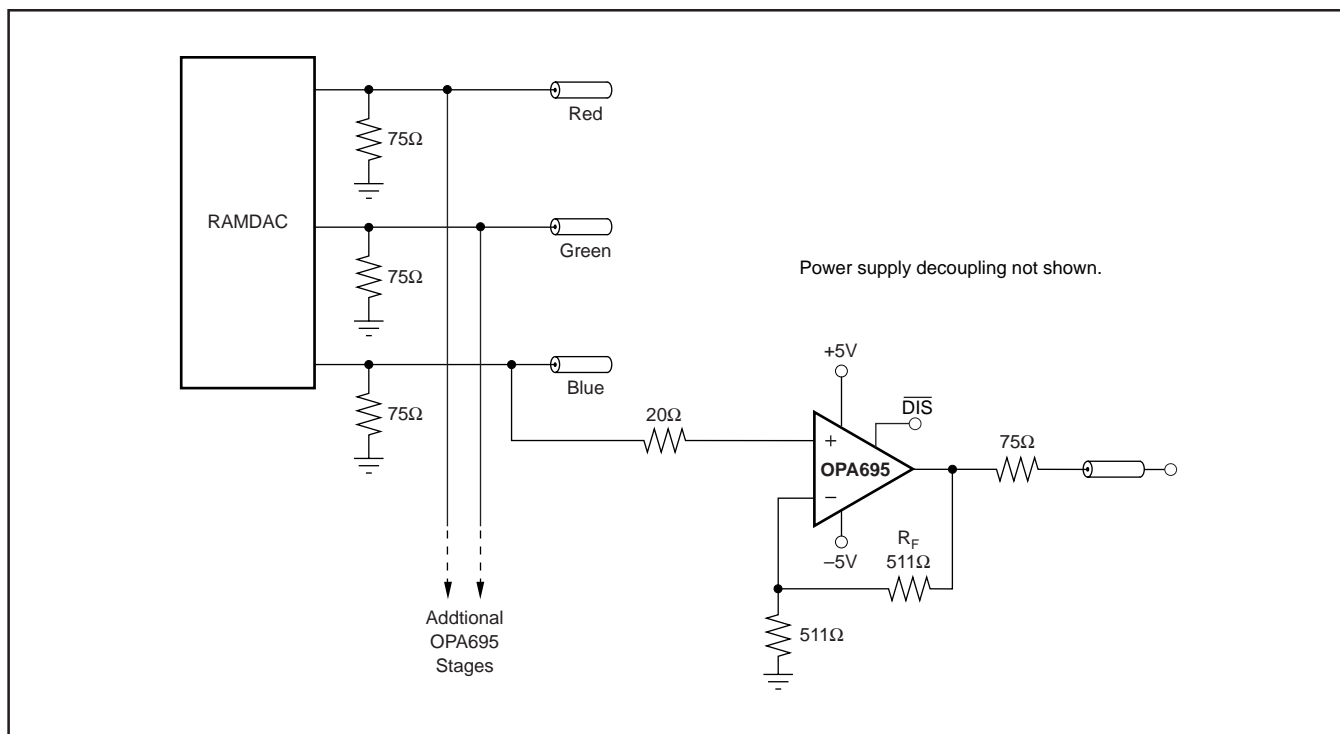 Red
75Ω
RAMDAC
Green
75Ω
Power supply decoupling not shown.
Blue
75Ω
+5V
DIS
20Ω
+
OPA695
−
75Ω
−5V
RF
511Ω
511Ω
Addtional
OPA695
Stages